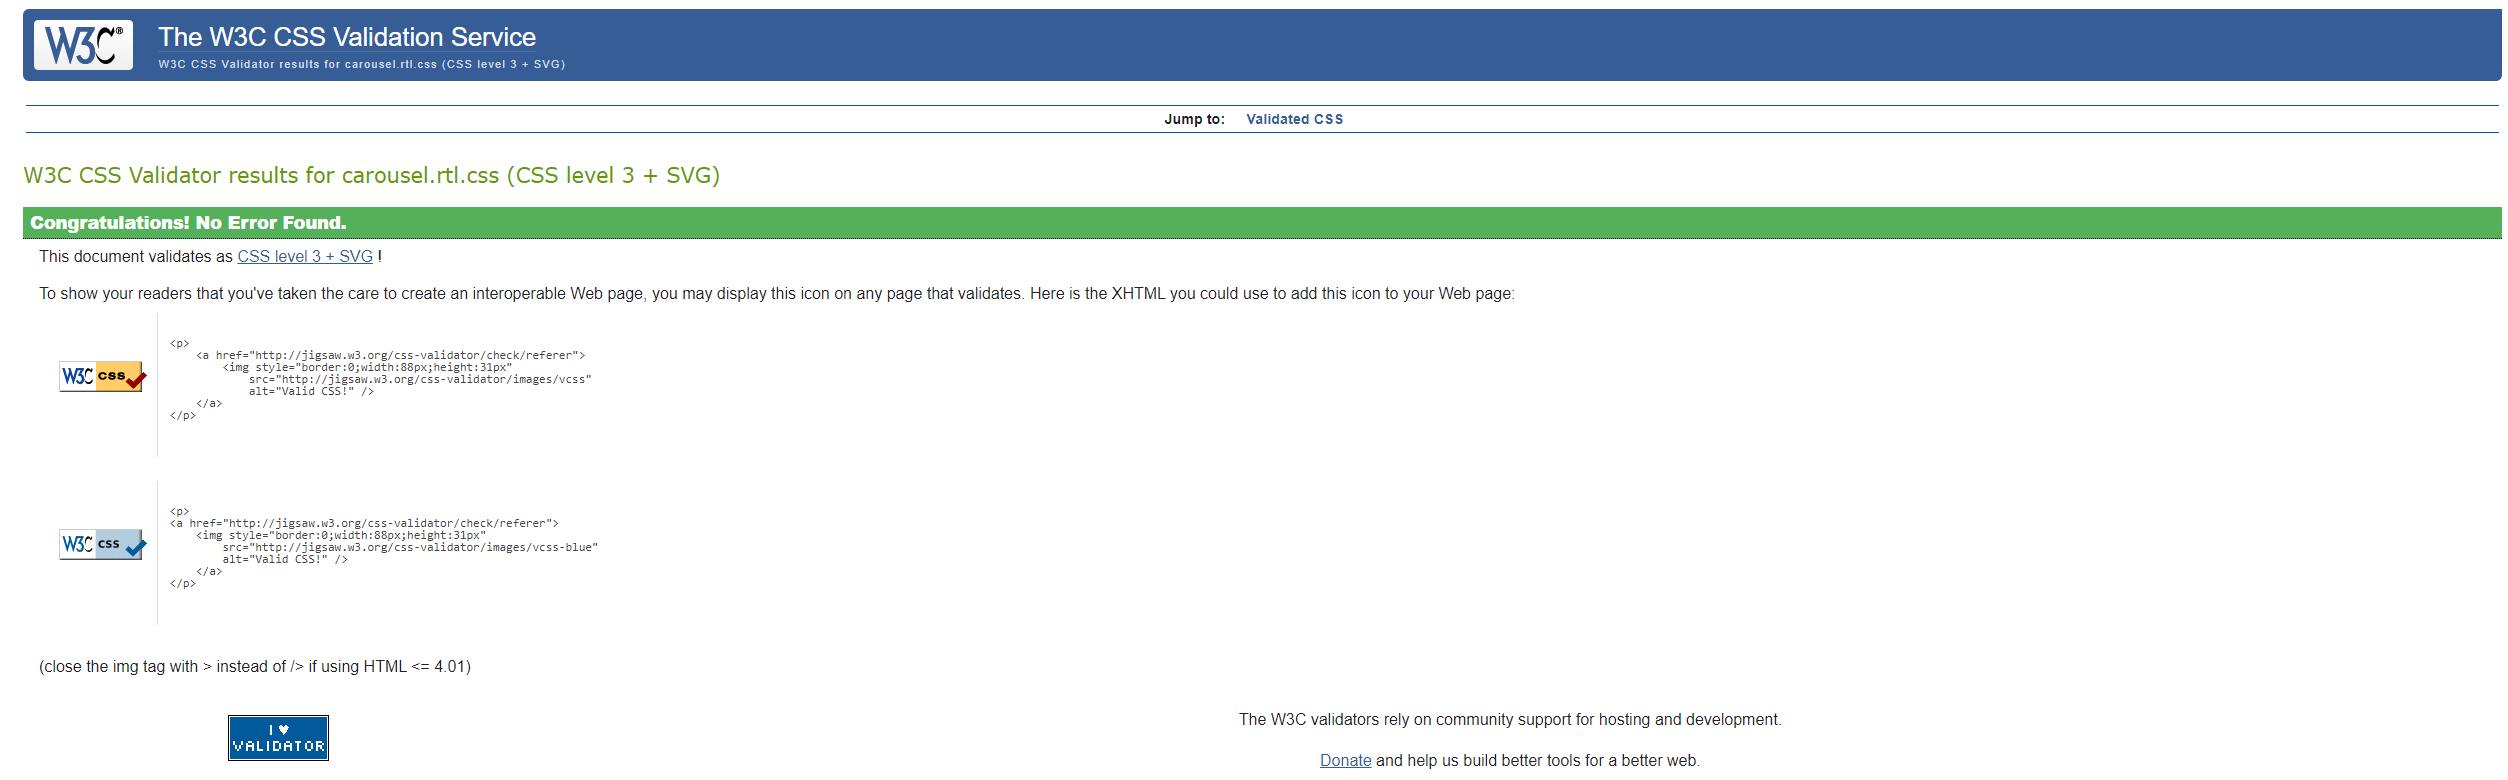 W3C®
The W3C CSS Validation Service
W3C CSS Validator results for carousel.rtl.css (CSS level 3 + SVG)
Jump to: Validated CSS
W3C CSS Validator results for carousel.rtl.css (CSS level 3 + SVG)
Congratulations! No Error Found.
This document validates as CSS level 3 + SVG !
To show your readers that you've taken the care to create an interoperable Web page, you may display this icon on any page that validates. Here is the XHTML you could use to add this icon to your Web page:
W3C css
<p>
<a href="http://jigsaw.w3.org/css-validator/check/referer">
<img style="border:0;width:88px;height:31px"
src="http://jigsaw.w3.org/css-validator/images/vcss"
alt="Valid CSS!" />
</a>
</p>
W3C css
<p>
<a href="http://jigsaw.w3.org/css-validator/check/referer">
<img style="border:0;width:88px;height:31px"
src="http://jigsaw.w3.org/css-validator/images/vcss-blue"
alt="Valid CSS!" />
</a>
</p>
(close the img tag with > instead of /> if using HTML <= 4.01)
I ♥
VALIDATOR
The W3C validators rely on community support for hosting and development.
Donate and help us build better tools for a better web.